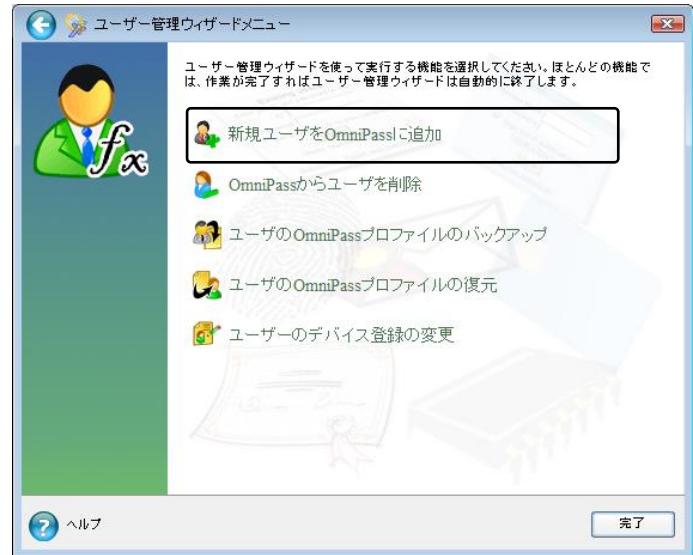 ユーザー管理ウィザードメニュー
ユーザー管理ウィザードを使って実行する機能を選択してください。ほとんどの機能で
は、作業が完了すればユーザー管理ウィザードは自動的に終了します。
fx
新規ユーザをOmniPassに追加
OmniPassからユーザを削除
ユーザのOmniPassプロファイルのバックアップ
ユーザのOmniPassプロファイルの復元
ユーザーのデバイス登録の変更
? ヘルプ
完了